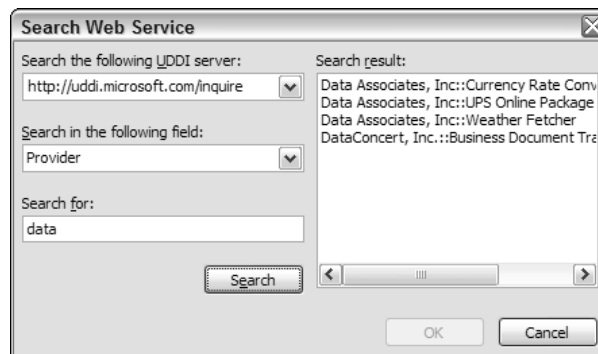 Search Web Service
Search the following UDDI server:
http://uddi.microsoft.com/inquire
Search in the following field:
Provider
Search for:
data
Search
Search result:
Data Associates, Inc::Currency Rate Conv
Data Associates, Inc::UPS Online Package
Data Associates, Inc::Weather Fetcher
DataConcert, Inc.::Business Document Tra
OK
Cancel